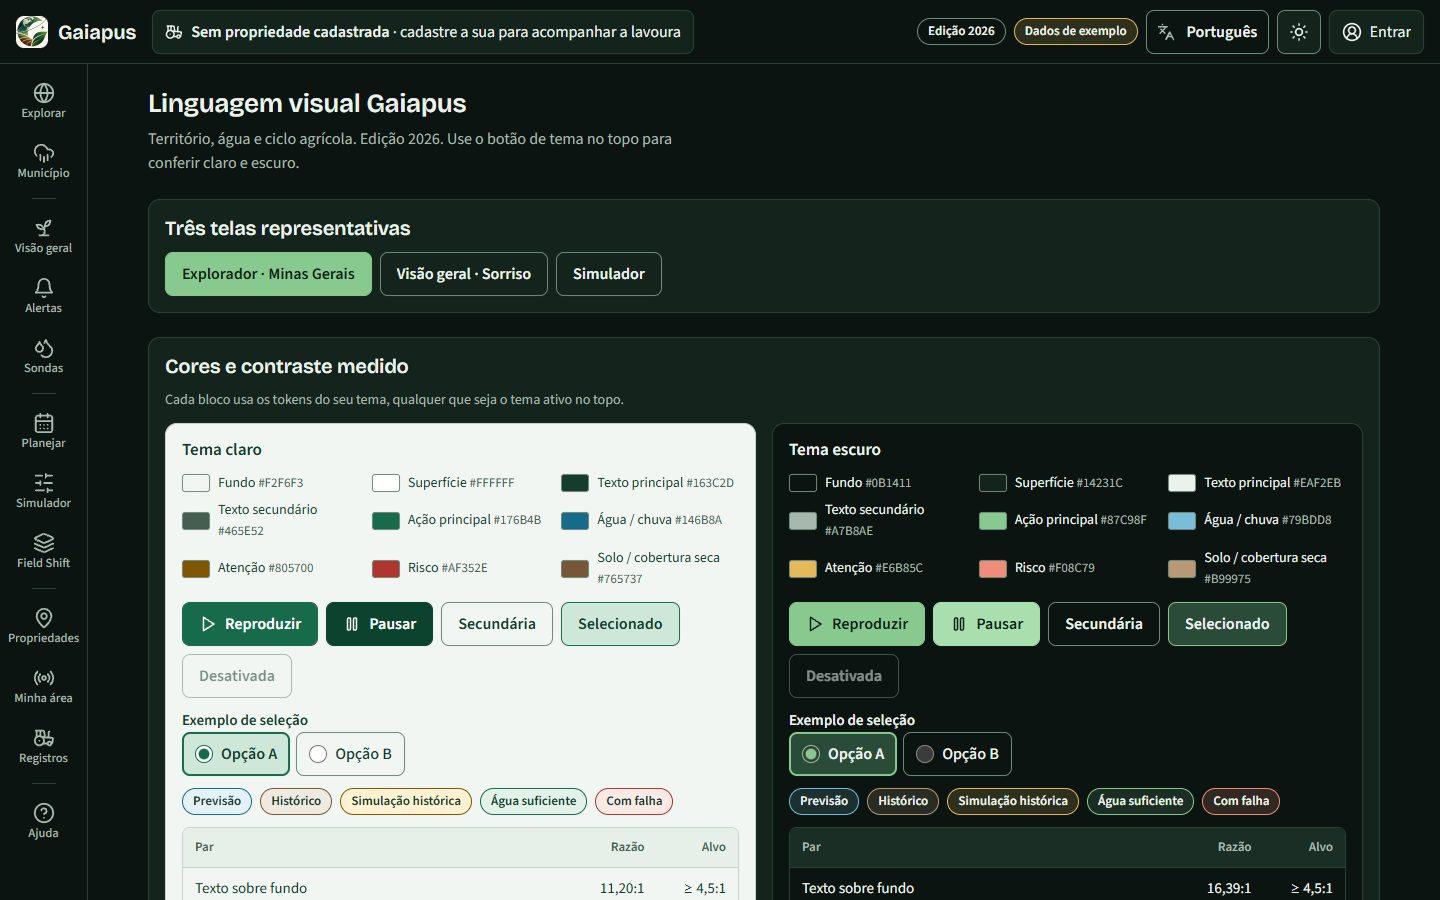 Gaiapus
Sem propriedade cadastrada · cadastre a sua para acompanhar a lavoura
Edição 2026
Dados de exemplo
Português
Entrar
Explorar
Município
Visão geral
Alertas
Sondas
Planejar
Simulador
Field Shift
Propriedades
Minha área
Registros
Ajuda
Linguagem visual Gaiapus
Território, água e ciclo agrícola. Edição 2026. Use o botão de tema no topo para
conferir claro e escuro.
Três telas representativas
Explorador · Minas Gerais
Visão geral · Sorriso
Simulador
Cores e contraste medido
Cada bloco usa os tokens do seu tema, qualquer que seja o tema ativo no topo.
Tema claro
Fundo #F2F6F3
Superfície #FFFFFF
Texto principal #163C2D
Texto secundário
#465E52
Ação principal #176B4B
Água / chuva #146B8A
Atenção #805700
Risco #AF352E
Solo / cobertura seca
#765737
Reproduzir
Pausar
Secundária
Selecionado
Desativada
Exemplo de seleção
Opção A
Opção B
Previsão
Histórico
Simulação histórica
Água suficiente
Com falha
Par Razão Alvo
Texto sobre fundo 11,20:1 ≥ 4,5:1
Tema escuro
Fundo #0B1411
Superfície #14231C
Texto principal #EAF2EB
Texto secundário
#A7B8AE
Ação principal #87C98F
Água / chuva #79BDD8
Atenção #E6B85C
Risco #F08C79
Solo / cobertura seca
#B99975
Reproduzir
Pausar
Secundária
Selecionado
Desativada
Exemplo de seleção
Opção A
Opção B
Previsão
Histórico
Simulação histórica
Água suficiente
Com falha
Par Razão Alvo
Texto sobre fundo 16,39:1 ≥ 4,5:1